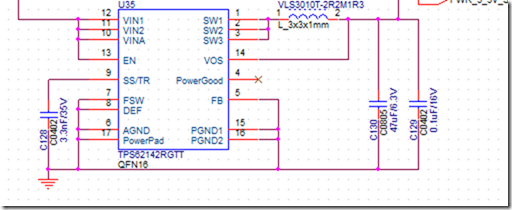 U35
VLS3010T-2R2M1R3
12 VIN1 SW1 1 1 2
11 VIN2 SW2 2
10 VINA SW3 3 L_3x3x1mm
13 EN VOS 14
9 SS/TR PowerGood 4
7 FSW FB 5
8 DEF
6 AGND PGND1 15
17 PowerPad PGND2 16
TPS62142RGTT
QFN16
C128
C0402
3.3nF/35V
C130
C0805
47uF/6.3V
C129
C0402
0.1uF/16V